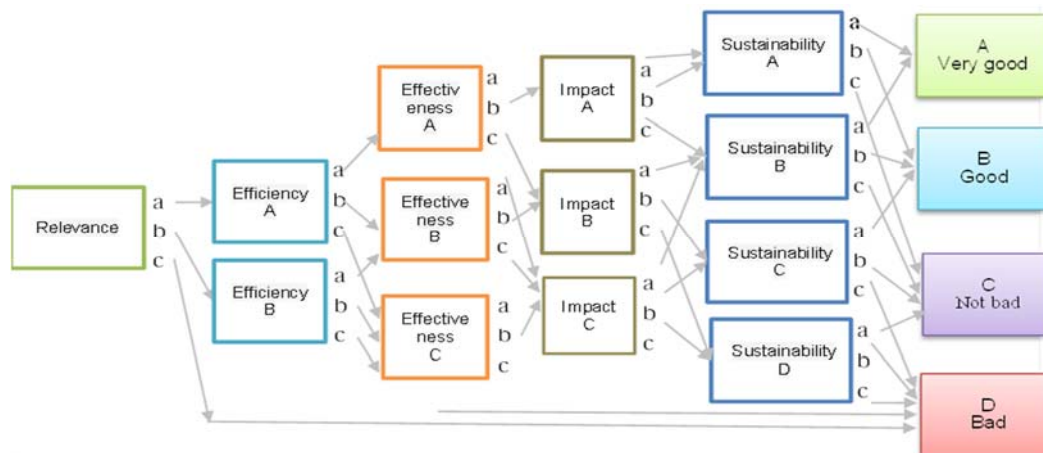 Relevance
a
b
c
Efficiency
A
a
b
c
Efficiency
B
a
b
c
Effectiv
eness
A
a
b
c
Effective
ness
B
a
b
c
Effective
ness
C
a
b
c
Impact
A
a
b
c
Impact
B
a
b
c
Impact
C
a
b
c
Sustainability
A
a
b
c
Sustainability
B
a
b
c
Sustainability
C
a
b
c
Sustainability
D
a
b
c
A
Very good
B
Good
C
Not bad
D
Bad